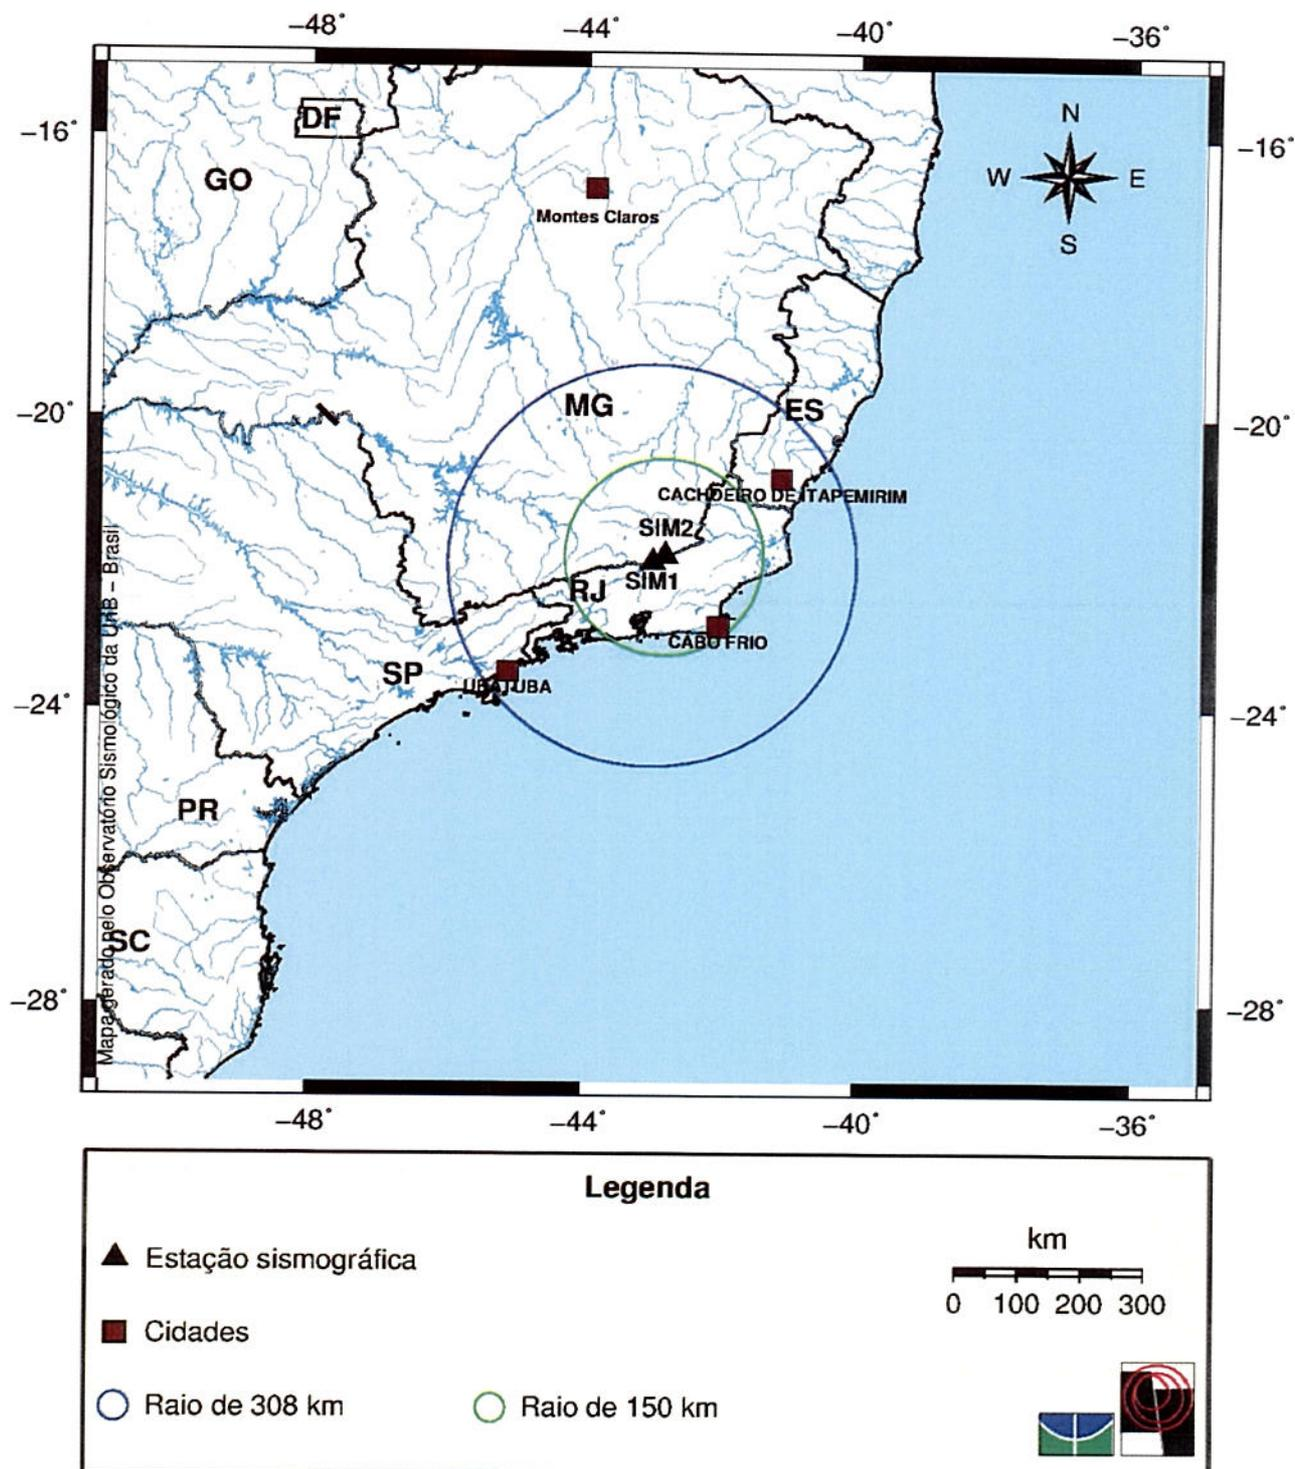 −48° −44° −40° −36°
DF
−16° −16°
N
GO
W E
Montes Claros
S
−20° −20°
MG ES
CACHOEIRO DE ITAPEMIRIM
SIM2
SIM1
RJ
CABO FRIO
SP
UBATUBA
−24° −24°
PR
SC
−28° −28°
Mapa gerado pelo Observatório Sismológico da UnB – Brasil
−48° −44° −40° −36°
Legenda
km
Estação sismográfica
0 100 200 300
Cidades
Raio de 308 km Raio de 150 km